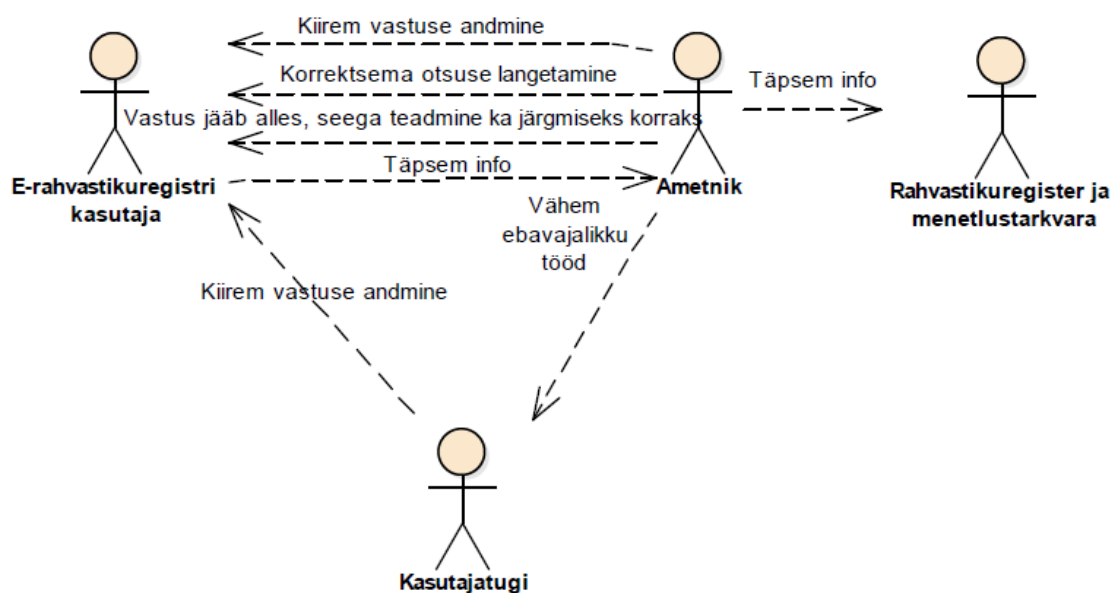 Kiirem vastuse andmine
Korrektsema otsuse langetamine
Täpsem info
Vastus jääb alles, seega teadmine ka järgmiseks korraks
Täpsem info
E-rahvastikuregistri
kasutaja
Ametnik
Rahvastikuregister ja
menetlustarkvara
Vähem
ebavajalikku
tööd
Kiirem vastuse andmine
Kasutajatugi